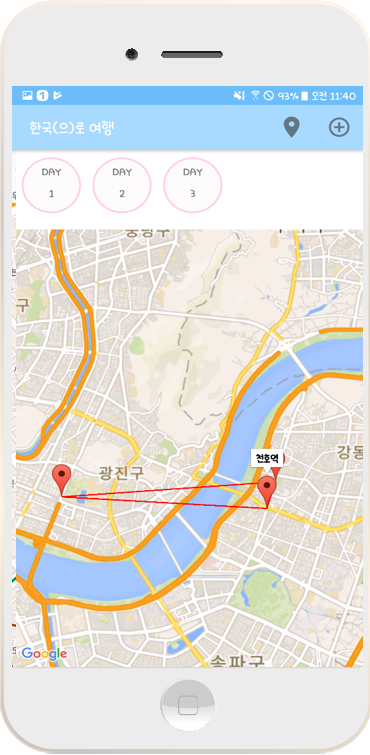 1
93% 오전 11:40
한국(으)로 여행
DAY
1
DAY
2
DAY
3
중랑구
구
천호역
강동
광진구
송파구
Google